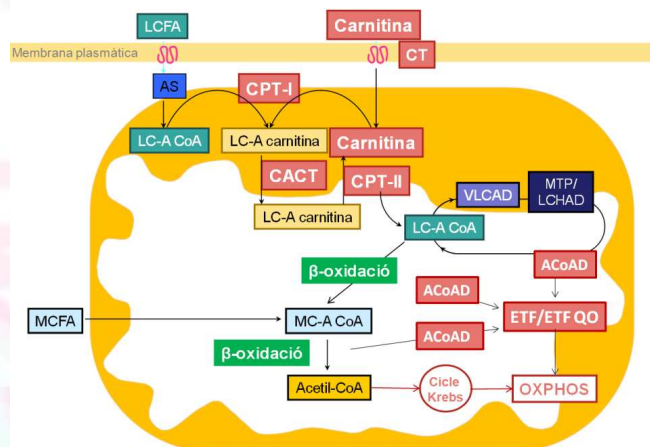 LCFA
Carnitina
Membrana plasmàtica
CT
AS
CPT-I
LC-A CoA
LC-A carnitina
Carnitina
CACT
CPT-II
LC-A carnitina
VLCAD
MTP/
LCHAD
LC-A CoA
β-oxidació
ACoAD
ACoAD
MCFA
MC-A CoA
ETF/ETF QO
ACoAD
β-oxidació
Acetil-CoA
Cicle
Krebs
OXPHOS